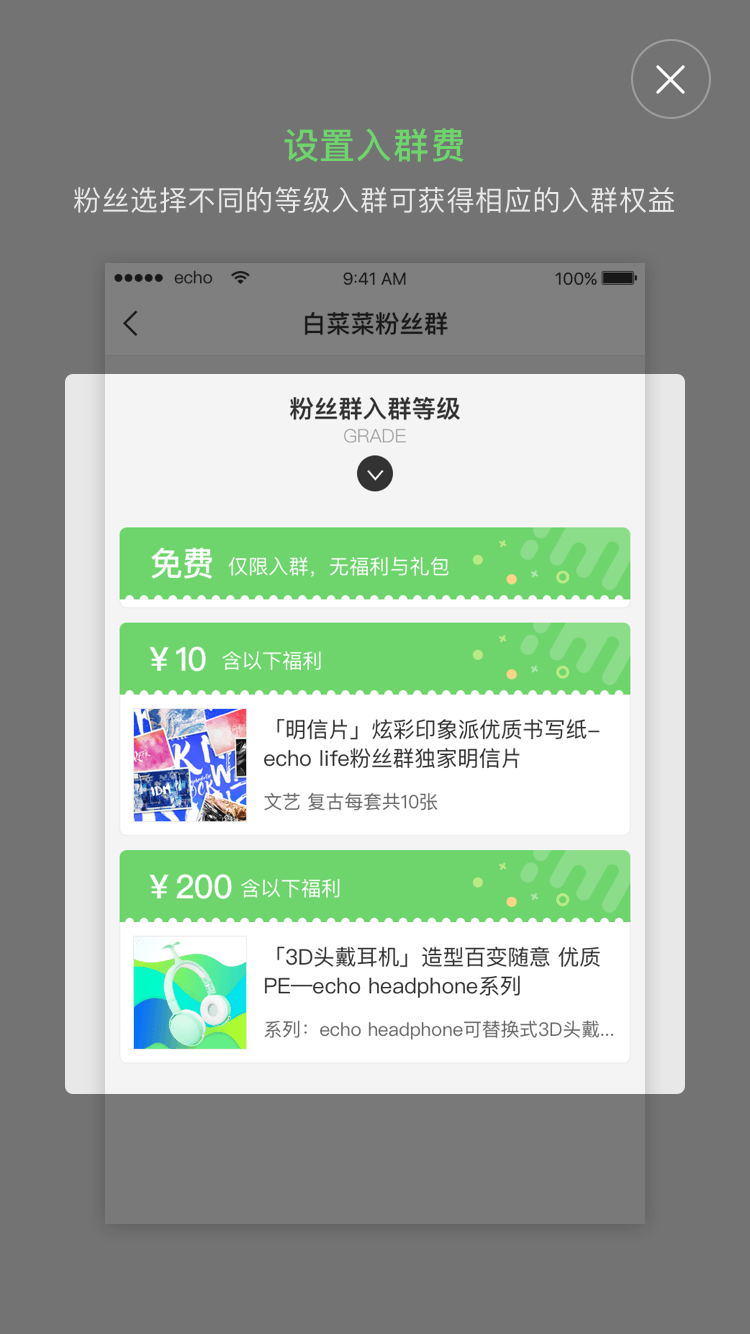 设置入群费
粉丝选择不同的等级入群可获得相应的入群权益
echo 9:41 AM 100%
白菜菜粉丝群
粉丝群入群等级
GRADE
免费 仅限入群，无福利与礼包
¥10 含以下福利
「明信片」炫彩印象派优质书写纸-
echo life粉丝群独家明信片
文艺 复古每套共10张
¥200 含以下福利
「3D头戴耳机」造型百变随意 优质
PE—echo headphone系列
系列：echo headphone可替换式3D头戴...